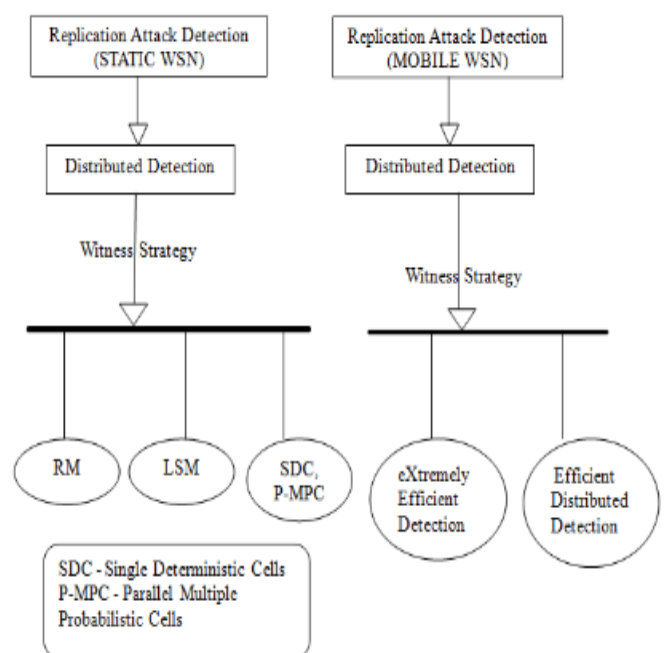 Replication Attack Detection
(STATIC WSN)
Replication Attack Detection
(MOBILE WSN)
Distributed Detection
Distributed Detection
Witness Strategy
Witness Strategy
RM
LSM
SDC,
P-MPC
eXtremely
Efficient
Detection
Efficient
Distributed
Detection
SDC - Single Deterministic Cells
P-MPC - Parallel Multiple
Probabilistic Cells